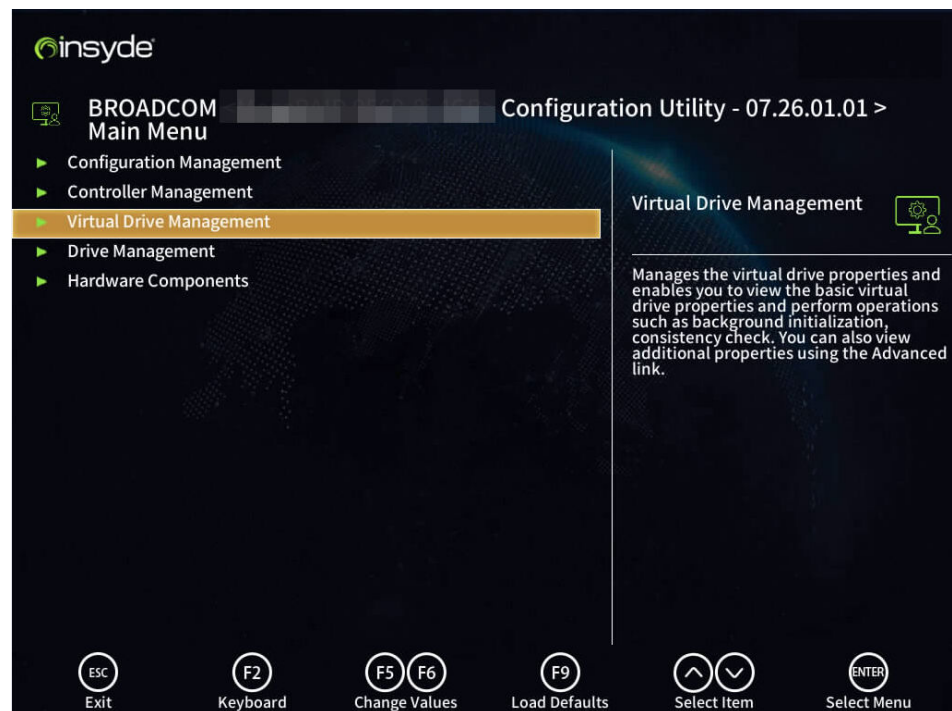 insyde
BROADCOM Configuration Utility - 07.26.01.01 >
Main Menu
Configuration Management
Controller Management
Virtual Drive Management
Drive Management
Hardware Components
Virtual Drive Management
Manages the virtual drive properties and
enables you to view the basic virtual
drive properties and perform operations
such as background initialization,
consistency check. You can also view
additional properties using the Advanced
link.
ESC F2 F5 F6 F9 ENTER
Exit Keyboard Change Values Load Defaults Select Item Select Menu